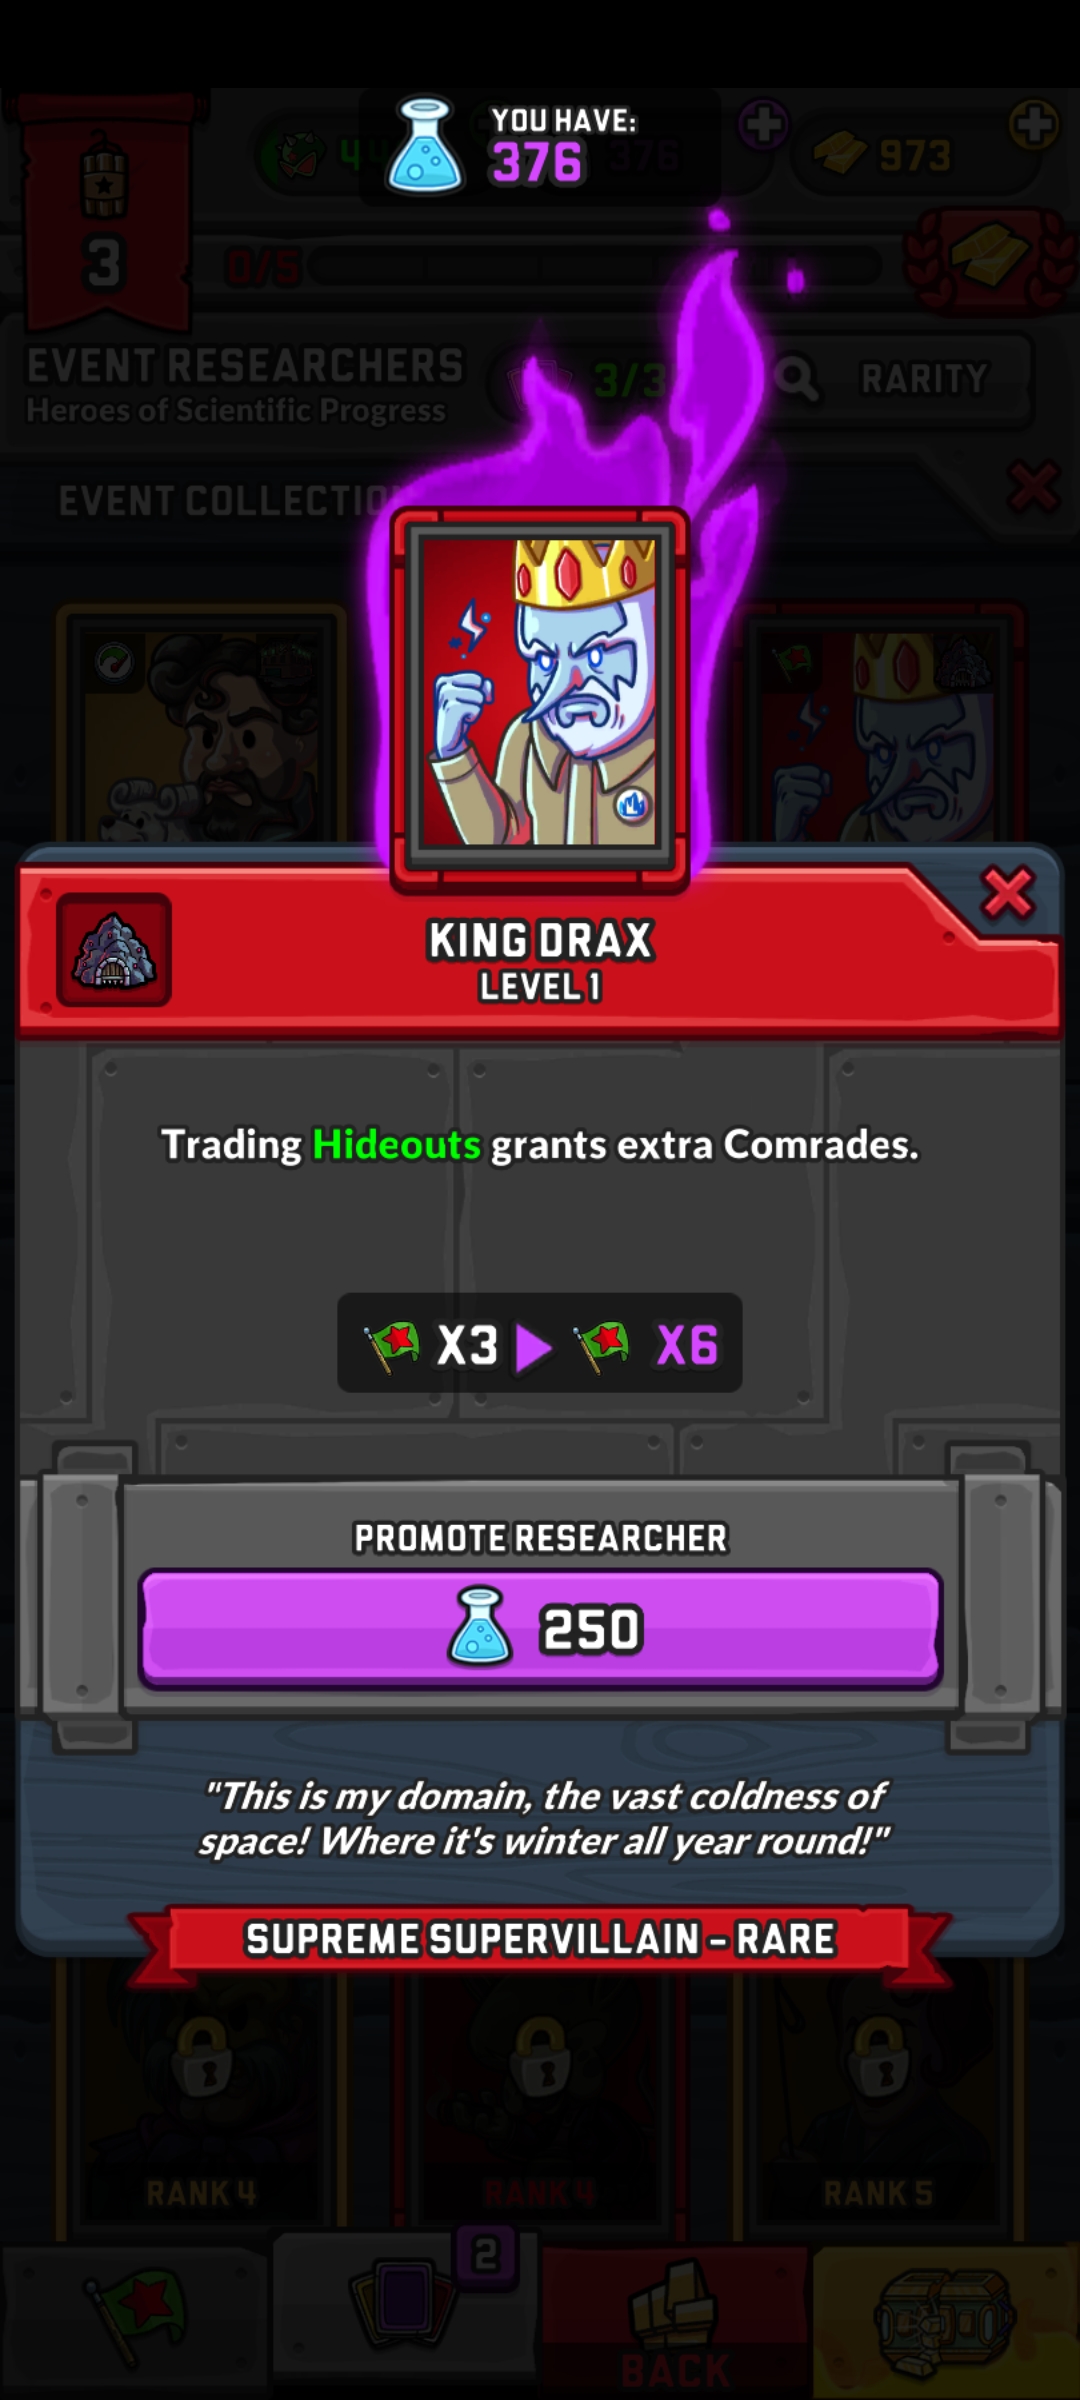 YOU HAVE:
376
973
3
0/5
EVENT RESEARCHERS
3/3
RARITY
Heroes of Scientific Progress
EVENT COLLECTIO
KING DRAX
LEVEL 1
Trading Hideouts grants extra Comrades.
X3 X6
PROMOTE RESEARCHER
250
"This is my domain, the vast coldness of
space! Where it's winter all year round!"
SUPREME SUPERVILLAIN - RARE
RANK 4 RANK 4 RANK 5
2
BACK